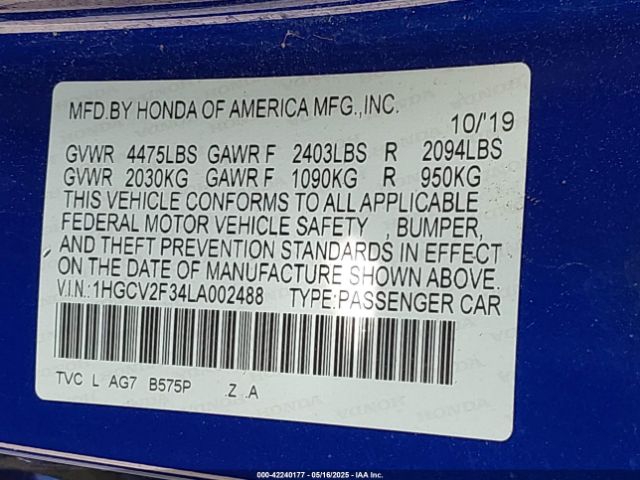 MFD.BY HONDA OF AMERICA MFG.,INC.
10/'19
GVWR 4475LBS GAWR F 2403LBS R 2094LBS
GVWR 2030KG GAWR F 1090KG R 950KG
THIS VEHICLE CONFORMS TO ALL APPLICABLE
FEDERAL MOTOR VEHICLE SAFETY , BUMPER,
AND THEFT PREVENTION STANDARDS IN EFFECT
ON THE DATE OF MANUFACTURE SHOWN ABOVE.
V.I.N.:1HGCV2F34LA002488 TYPE:PASSENGER CAR
TVC L AG7 B575P .Z .A
000-42240177 - 05/16/2025 - IAA Inc.